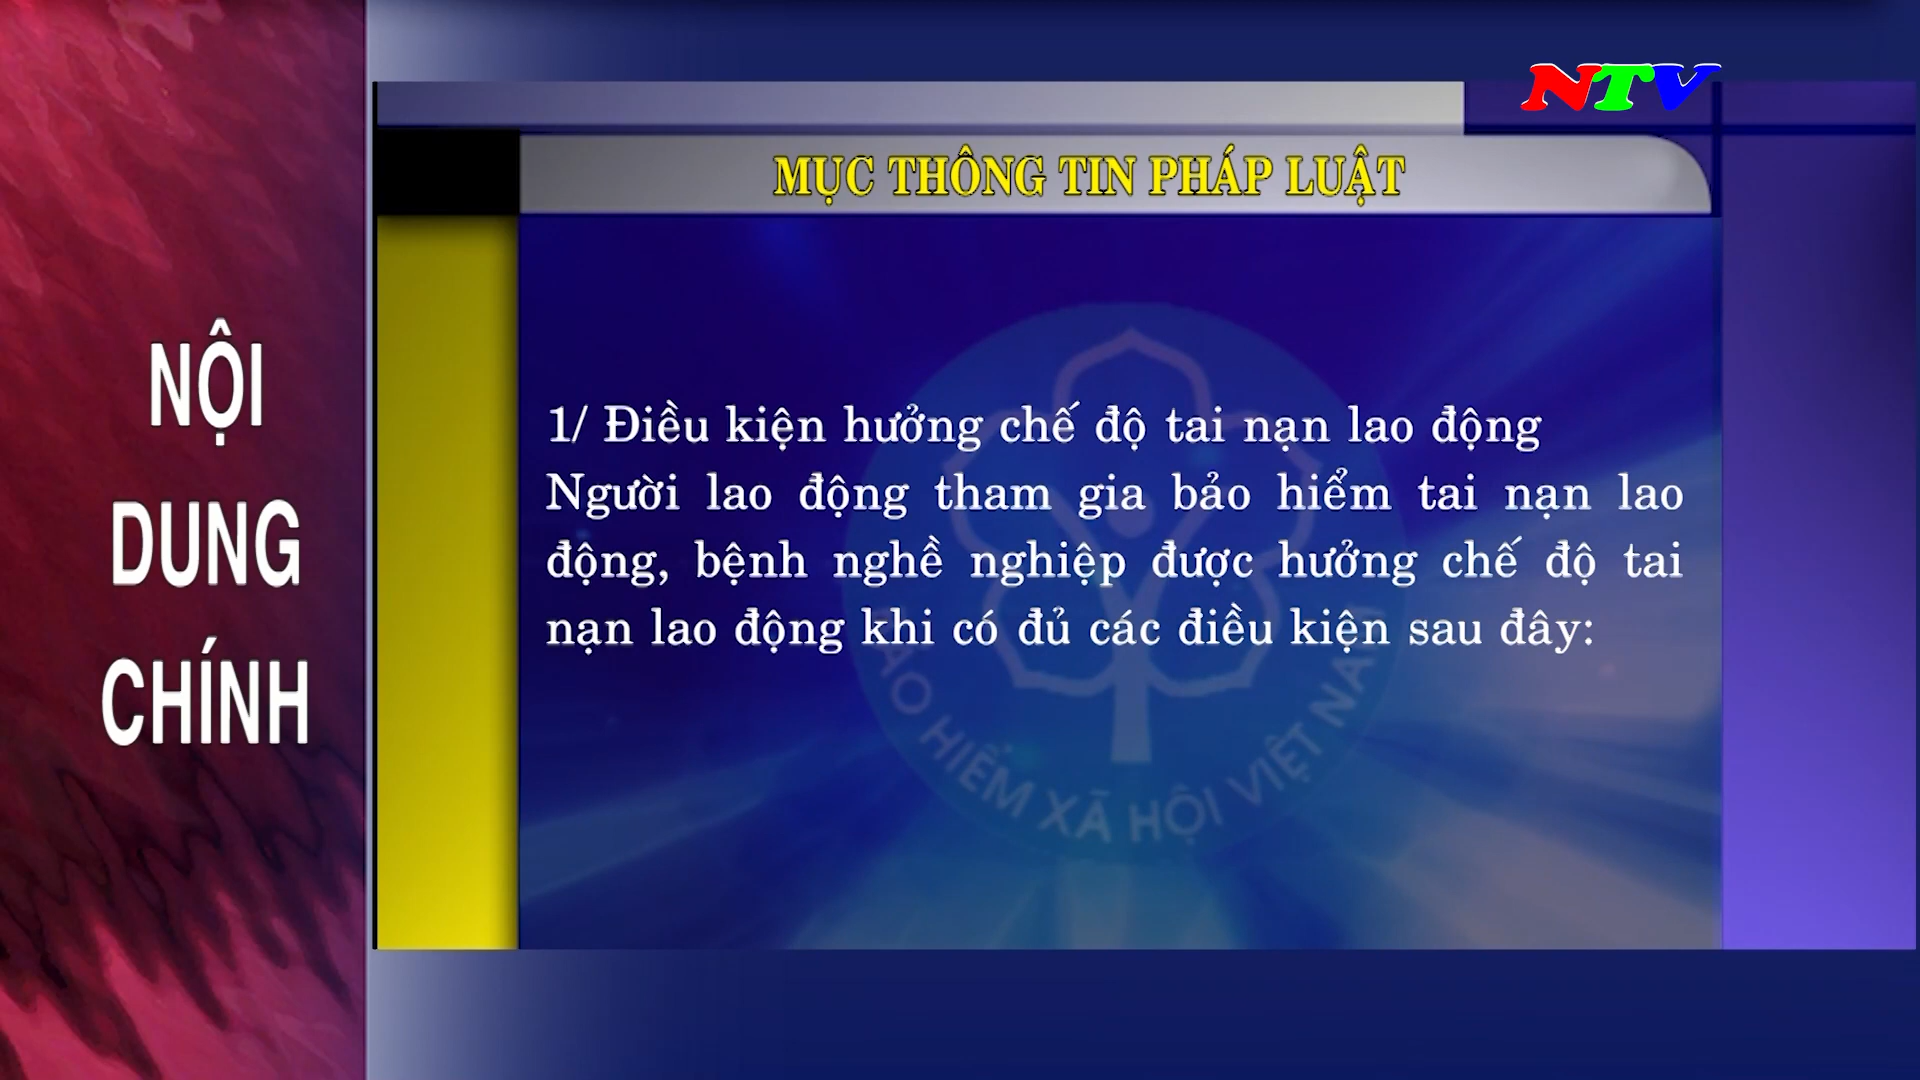 NTV
MỤC THÔNG TIN PHÁP LUẬT
NỘI
DUNG
CHÍNH
1/ Điều kiện hưởng chế độ tai nạn lao động
Người lao động tham gia bảo hiểm tai nạn lao
động, bệnh nghề nghiệp được hưởng chế độ tai
nạn lao động khi có đủ các điều kiện sau đây:
HIỂM XÃ HỘI VIỆT